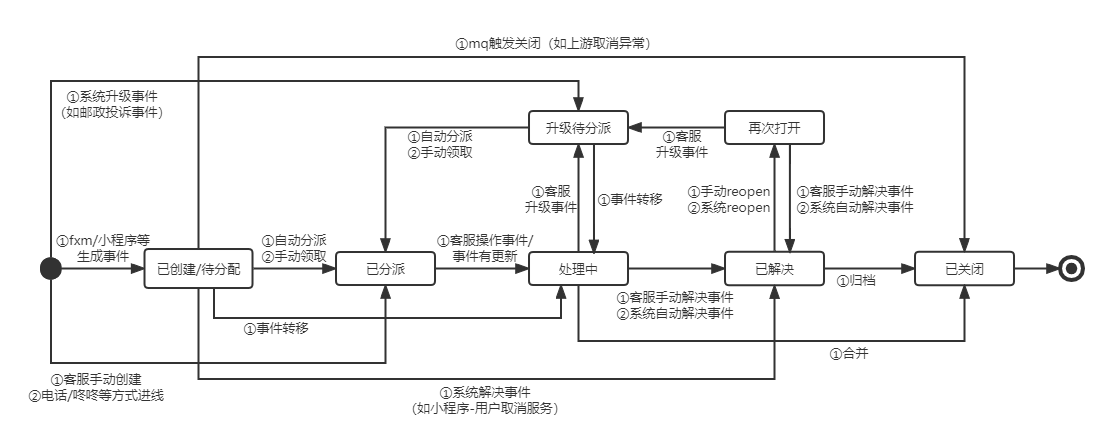 ①mq触发关闭（如上游取消异常）
①系统升级事件
（如邮政投诉事件）
升级待分派
再次打开
①自动分派
②手动领取
①客服
升级事件
①客服
升级事件
①事件转移
①手动reopen
②系统reopen
①客服手动解决事件
②系统自动解决事件
①fxm/小程序等
生成事件
①自动分派
②手动领取
①客服操作事件/
事件有更新
已创建/待分配
已分派
处理中
已解决
已关闭
①归档
①客服手动解决事件
②系统自动解决事件
①事件转移
①合并
①客服手动创建
②电话/咚咚等方式进线
①系统解决事件
（如小程序-用户取消服务）